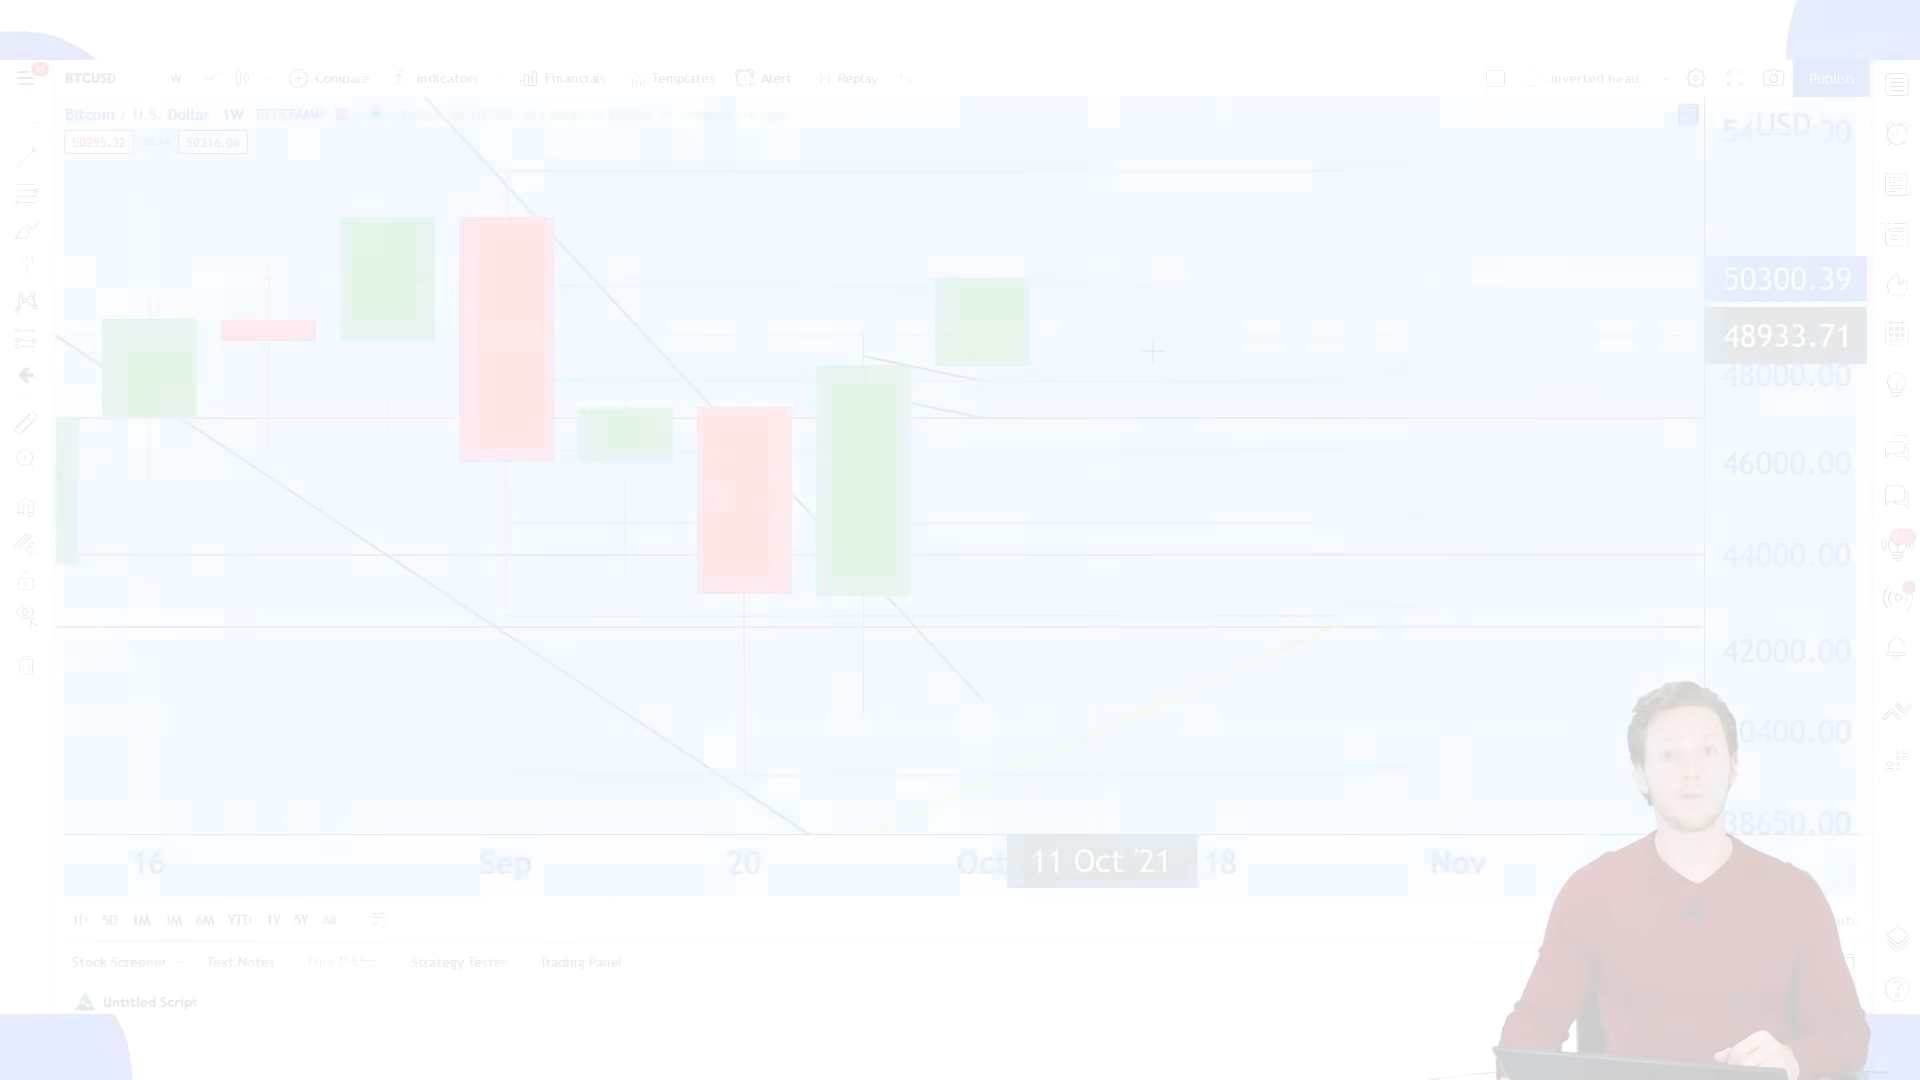 BTCUSD W Compare Indicators Financials Templates Alert Replay Inverted head... Publish
Bitcoin / U.S. Dollar 1W BITSTAMP
50295.32 50316.06
USD
50300.39
48933.71
48000.00
46000.00
44000.00
42000.00
38650.00
16 Sep 20 Oct 11 Oct '21 18 Nov
1D 5D 1M 3M 6M YTD 1Y 5Y All
Stock Screener Text Notes Pine Editor Strategy Tester Trading Panel
Untitled Script